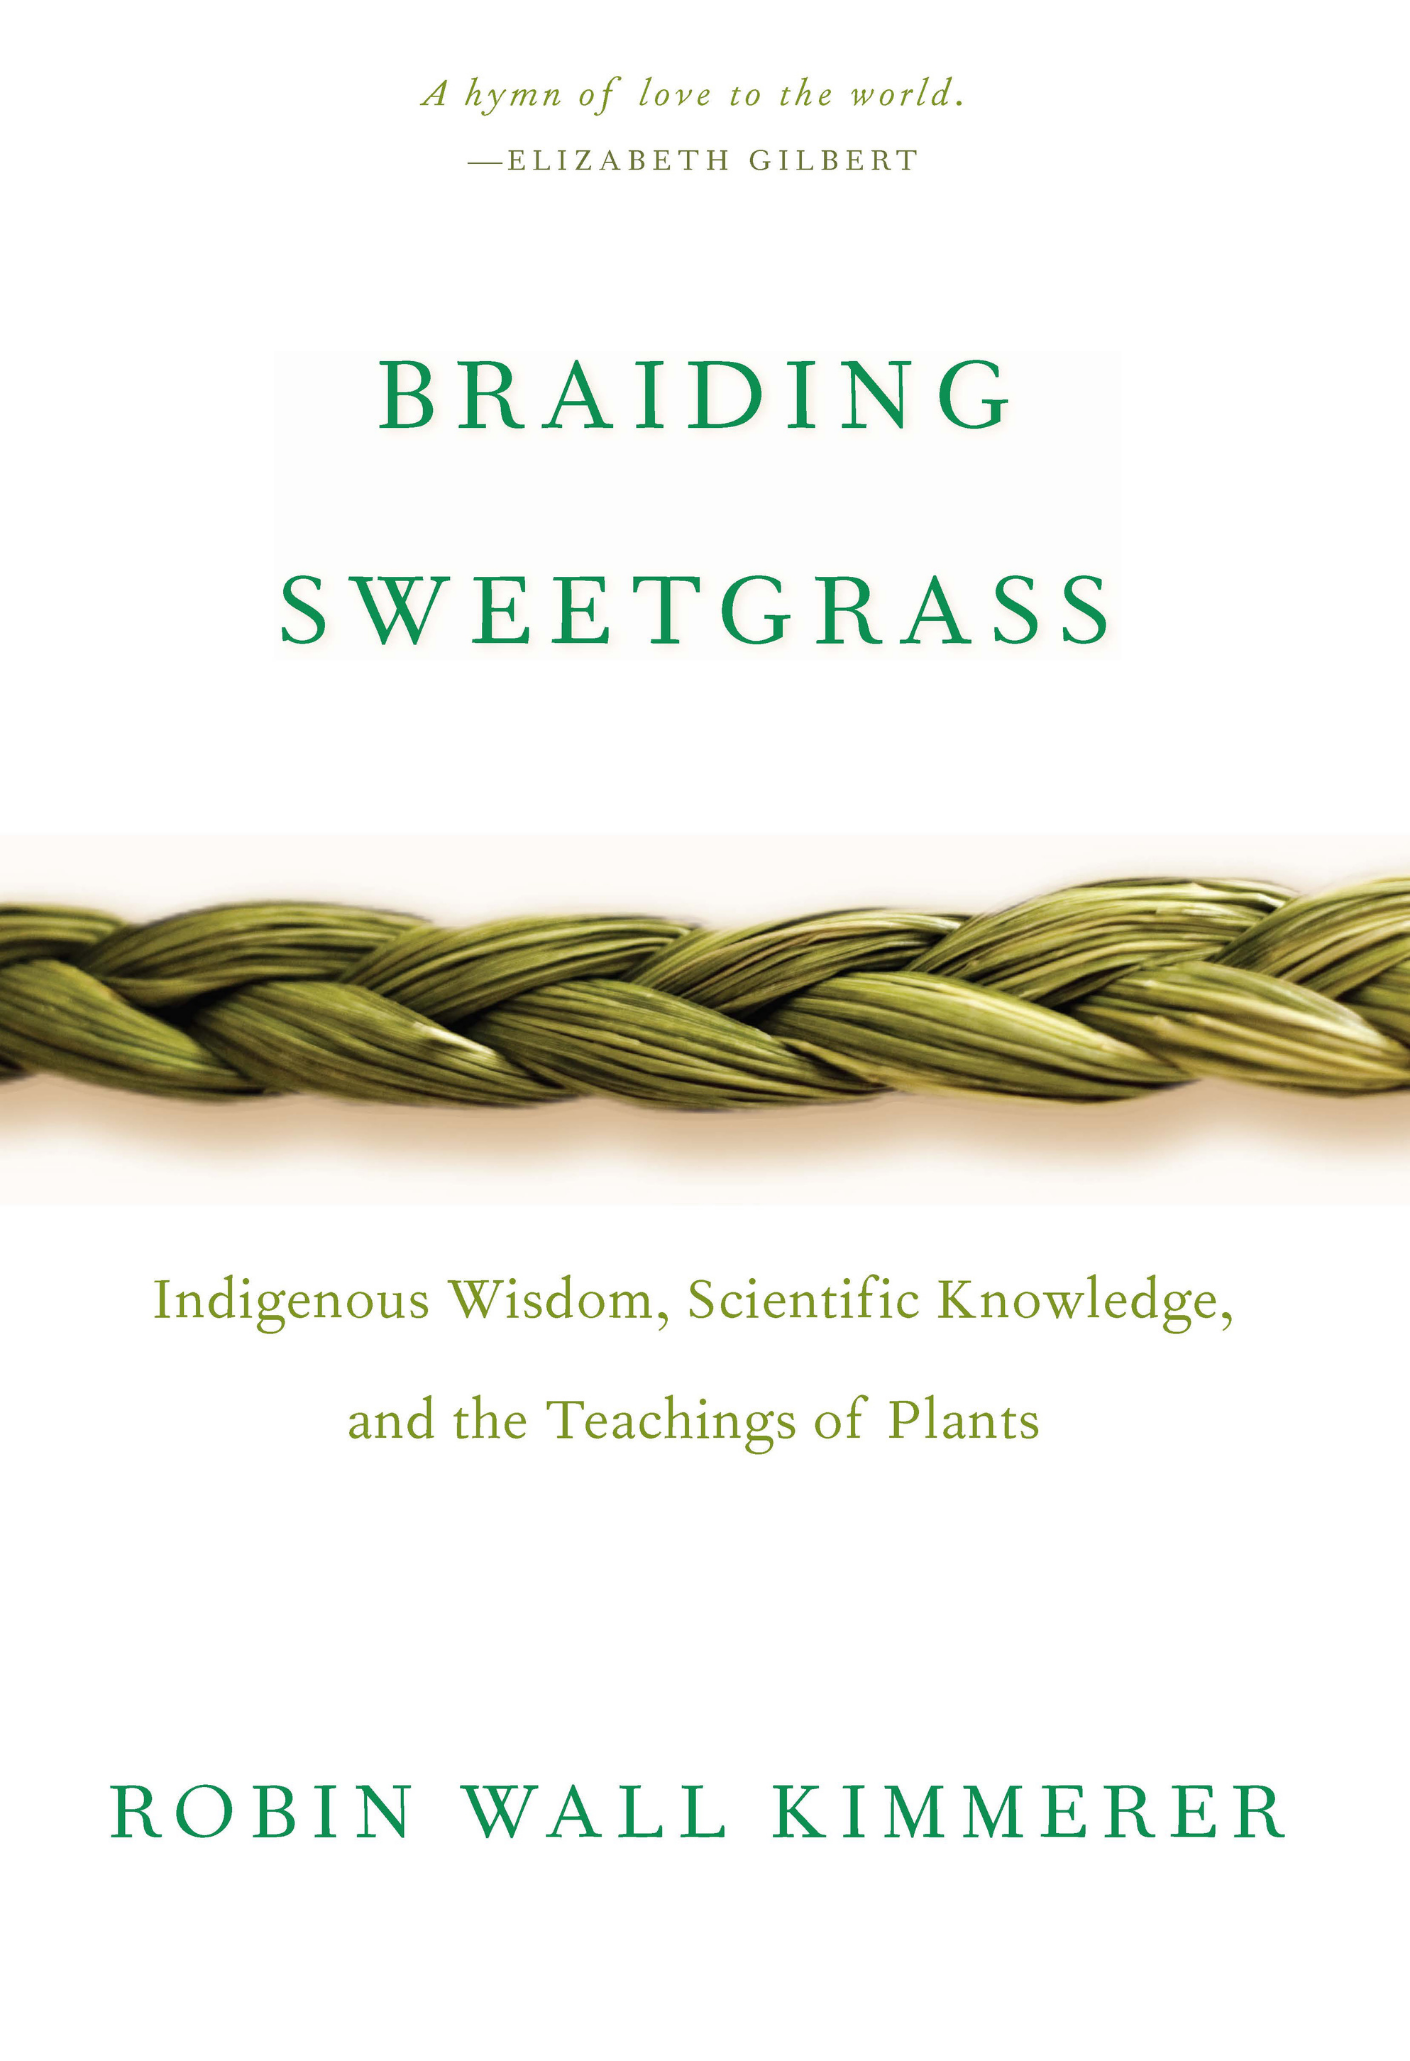 A hymn of love to the world.
—ELIZABETH GILBERT
BRAIDING
SWEETGRASS
Indigenous Wisdom, Scientific Knowledge,
and the Teachings of Plants
ROBIN WALL KIMMERER